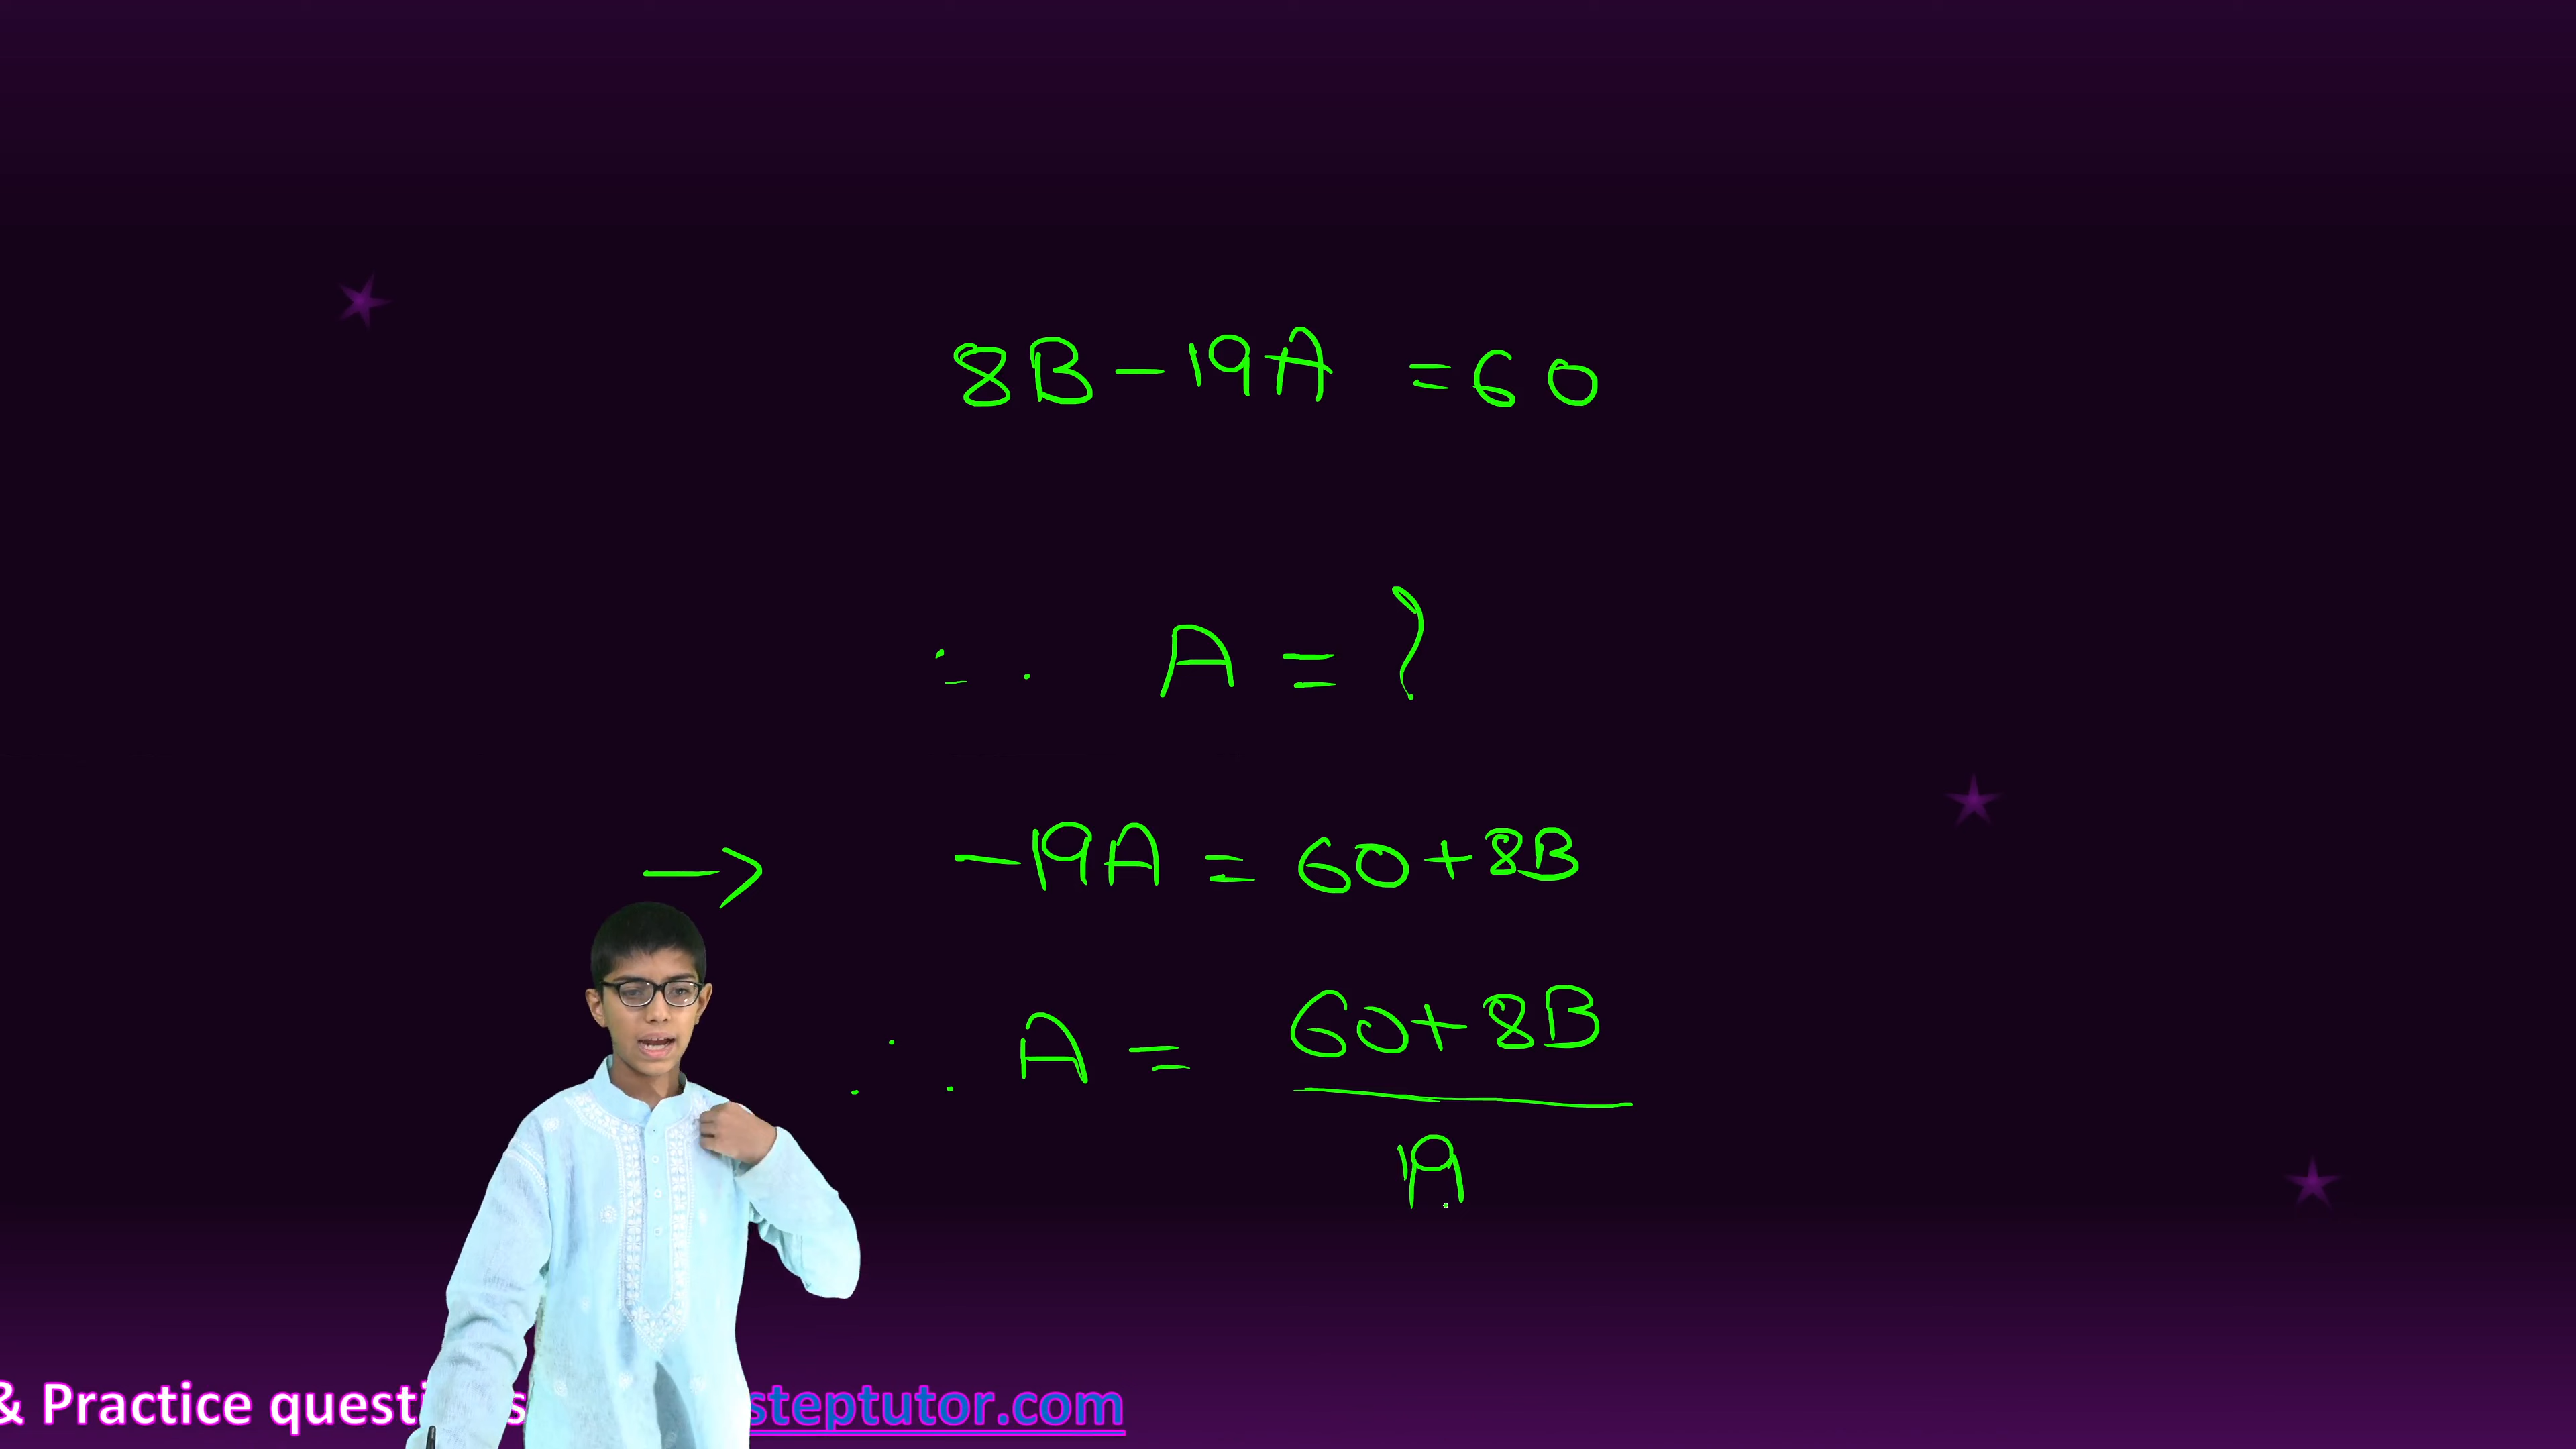 8B - 19A = 60
∴ A = ?
→ -19A = 60 + 8B
∴ A = 60 + 8B
19
& Practice questi s steptutor.com